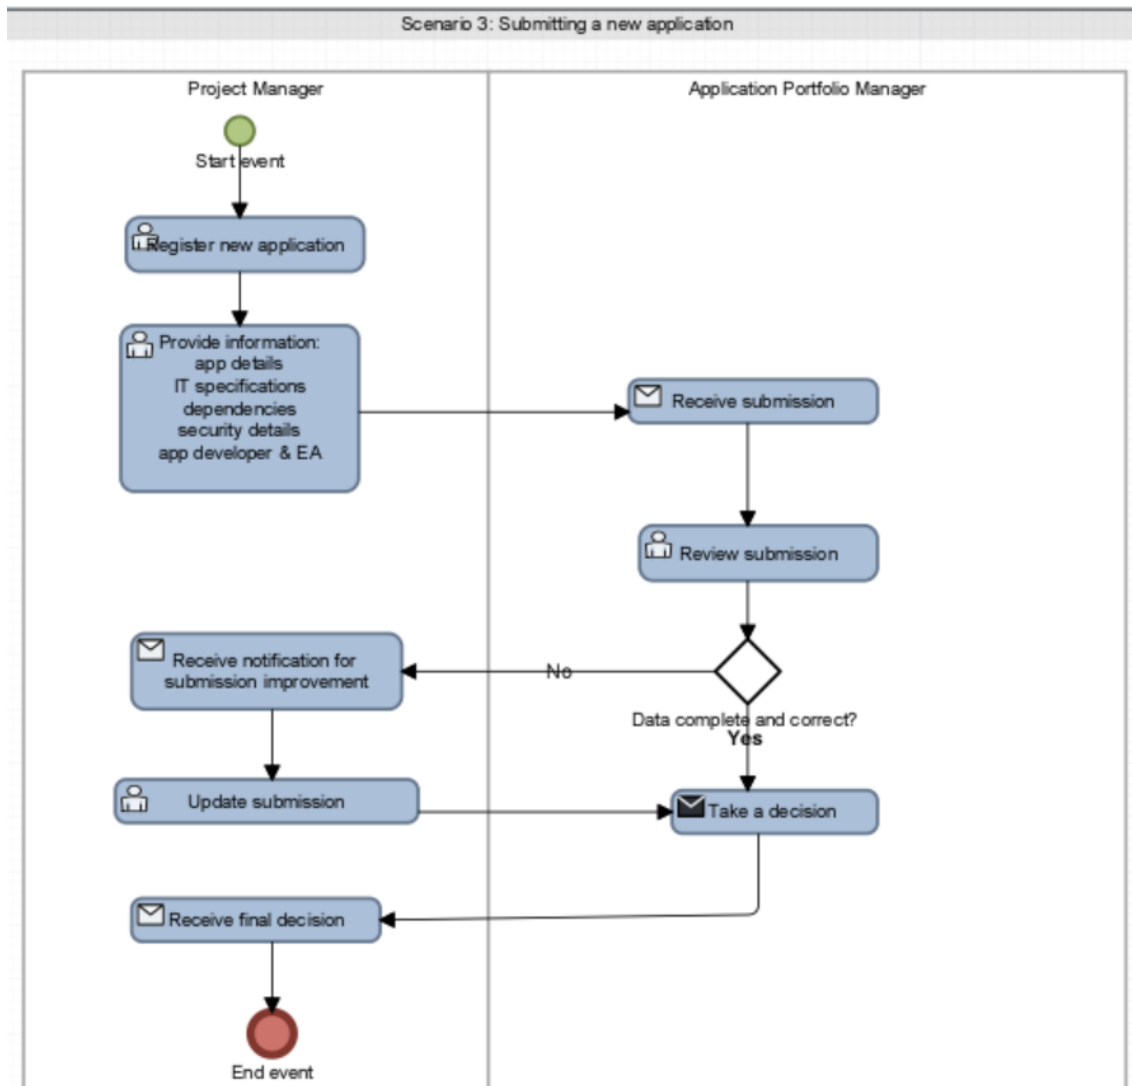 Scenario 3: Submitting a new application
Project Manager
Application Portfolio Manager
Start event
Register new application
Provide information:
app details
IT specifications
dependencies
security details
app developer & EA
Receive submission
Review submission
Receive notification for
submission improvement
No
Data complete and correct?
Yes
Update submission
Take a decision
Receive final decision
End event